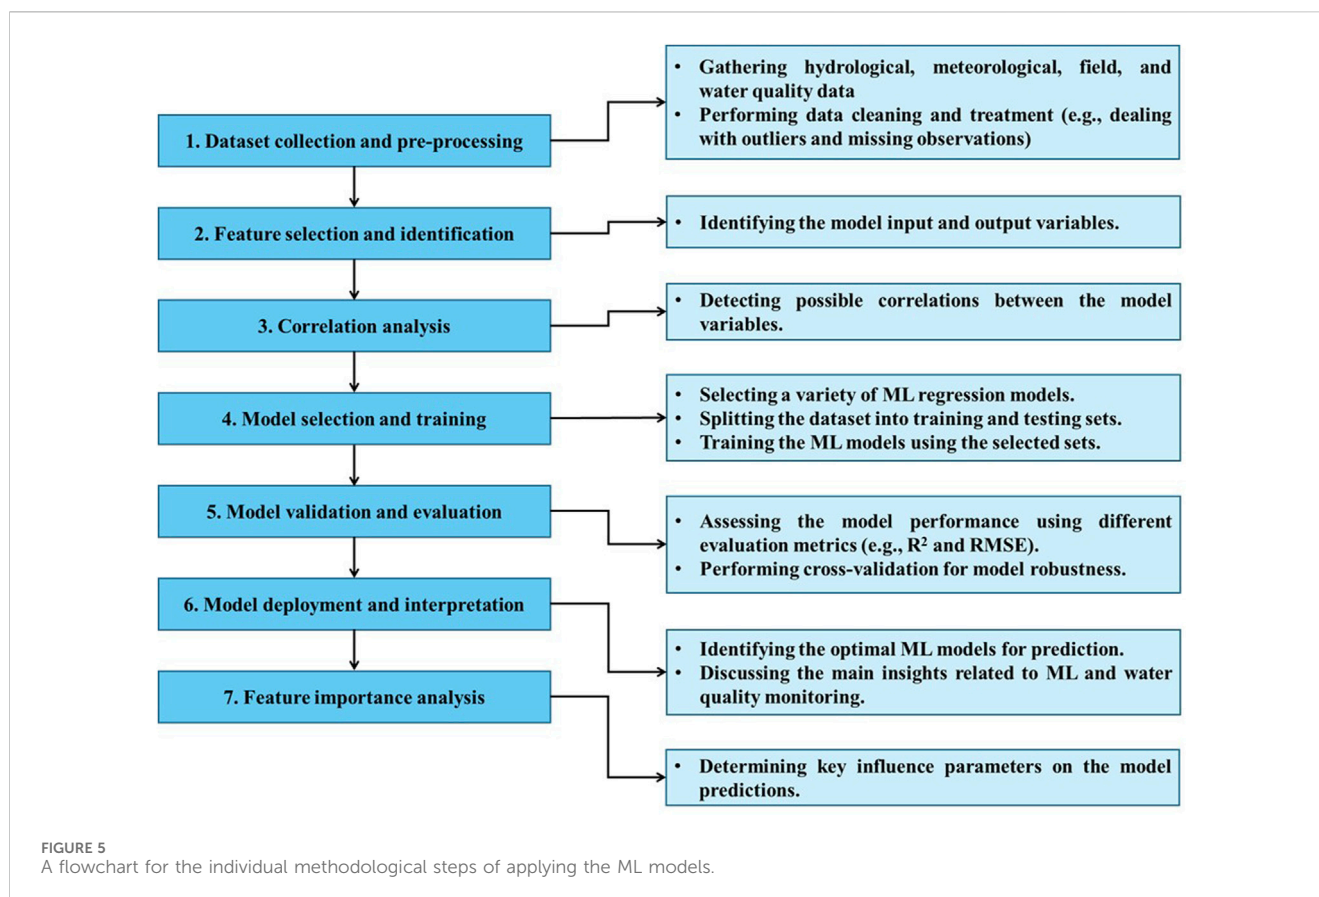 1. Dataset collection and pre-processing
• Gathering hydrological, meteorological, field, and
water quality data
• Performing data cleaning and treatment (e.g., dealing
with outliers and missing observations)
2. Feature selection and identification
• Identifying the model input and output variables.
3. Correlation analysis
• Detecting possible correlations between the model
variables.
4. Model selection and training
• Selecting a variety of ML regression models.
• Splitting the dataset into training and testing sets.
• Training the ML models using the selected sets.
5. Model validation and evaluation
• Assessing the model performance using different
evaluation metrics (e.g., R² and RMSE).
• Performing cross-validation for model robustness.
6. Model deployment and interpretation
• Identifying the optimal ML models for prediction.
• Discussing the main insights related to ML and water
quality monitoring.
7. Feature importance analysis
• Determining key influence parameters on the model
predictions.
FIGURE 5
A flowchart for the individual methodological steps of applying the ML models.